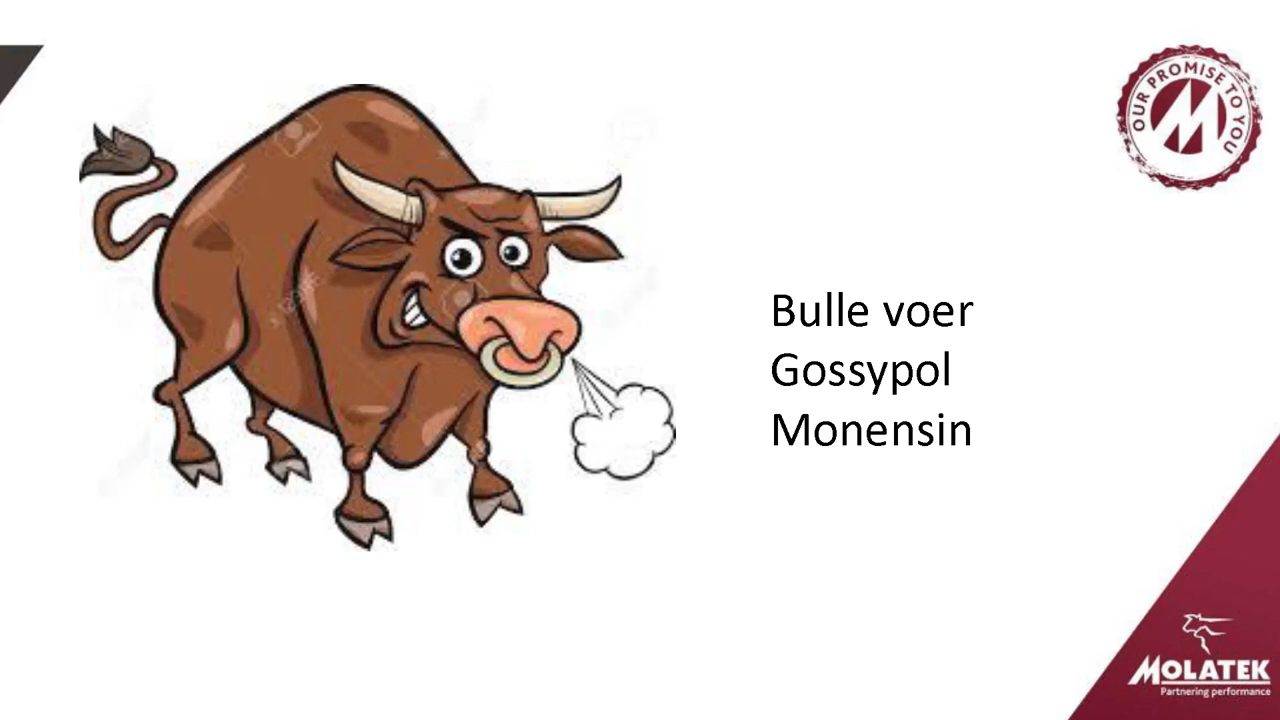 OUR PROMISE TO YOU
Bulle voer
Gossypol
Monensin
MOLATEK
Partnering performance